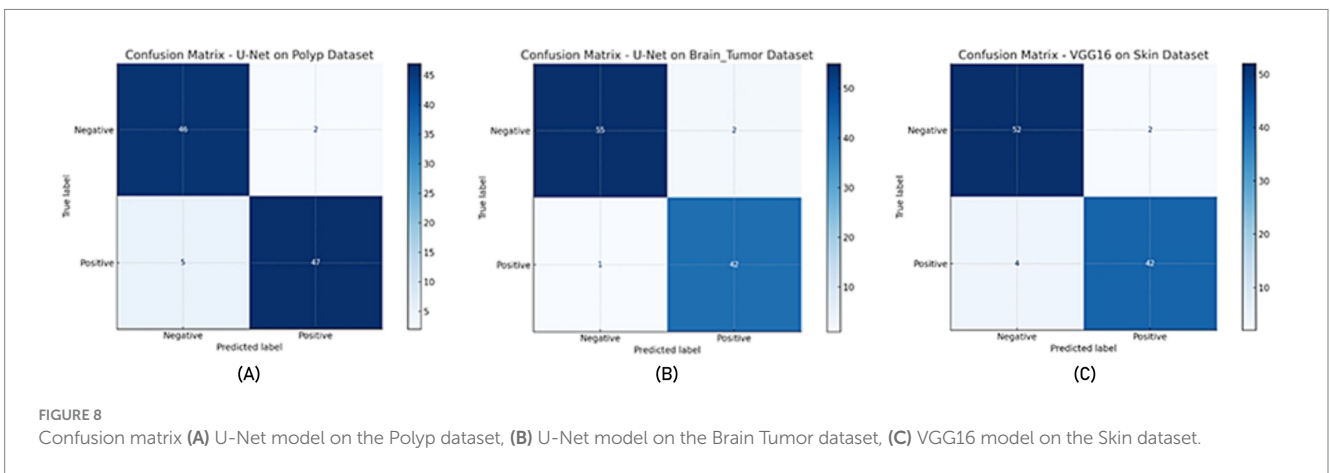 Confusion Matrix - U-Net on Polyp Dataset
Negative
Positive
True label
46
2
5
47
Negative
Positive
Predicted label
45
40
35
30
25
20
15
10
5
(A)
Confusion Matrix - U-Net on Brain_Tumor Dataset
Negative
Positive
True label
55
2
1
42
Negative
Positive
Predicted label
50
40
30
20
10
(B)
Confusion Matrix - VGG16 on Skin Dataset
Negative
Positive
True label
52
2
4
42
Negative
Positive
Predicted label
50
40
30
20
10
(C)
FIGURE 8
Confusion matrix (A) U-Net model on the Polyp dataset, (B) U-Net model on the Brain Tumor dataset, (C) VGG16 model on the Skin dataset.